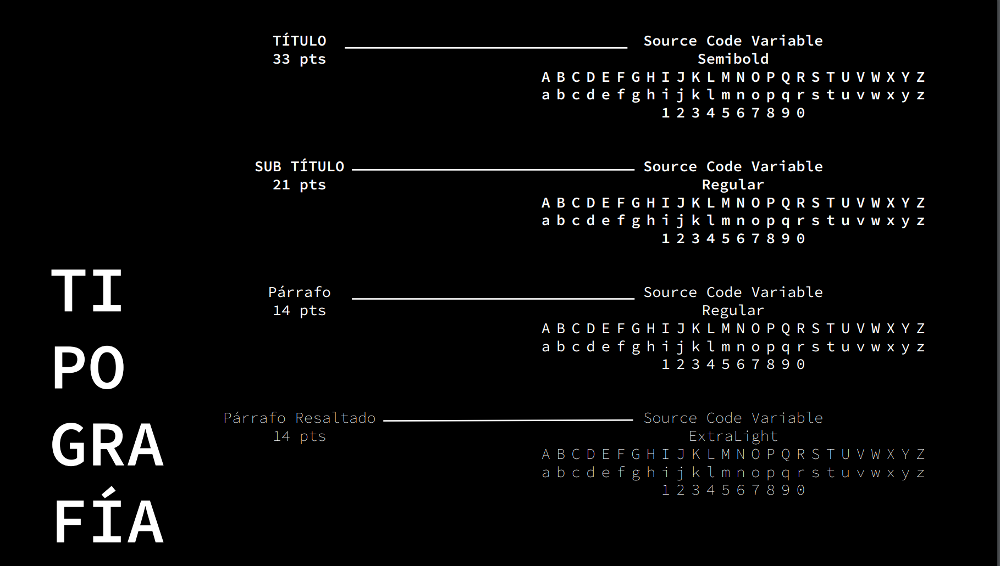 TÍTULO
33 pts
Source Code Variable
Semibold
A B C D E F G H I J K L M N O P Q R S T U V W X Y Z
a b c d e f g h i j k l m n o p q r s t u v w x y z
1 2 3 4 5 6 7 8 9 0
SUB TÍTULO
21 pts
Source Code Variable
Regular
A B C D E F G H I J K L M N O P Q R S T U V W X Y Z
a b c d e f g h i j k l m n o p q r s t u v w x y z
1 2 3 4 5 6 7 8 9 0
Párrafo
14 pts
Source Code Variable
Regular
A B C D E F G H I J K L M N O P Q R S T U V W X Y Z
a b c d e f g h i j k l m n o p q r s t u v w x y z
1 2 3 4 5 6 7 8 9 0
Párrafo Resaltado
14 pts
Source Code Variable
ExtraLight
A B C D E F G H I J K L M N O P Q R S T U V W X Y Z
a b c d e f g h i j k l m n o p q r s t u v w x y z
1 2 3 4 5 6 7 8 9 0
TI
PO
GRA
FÍA